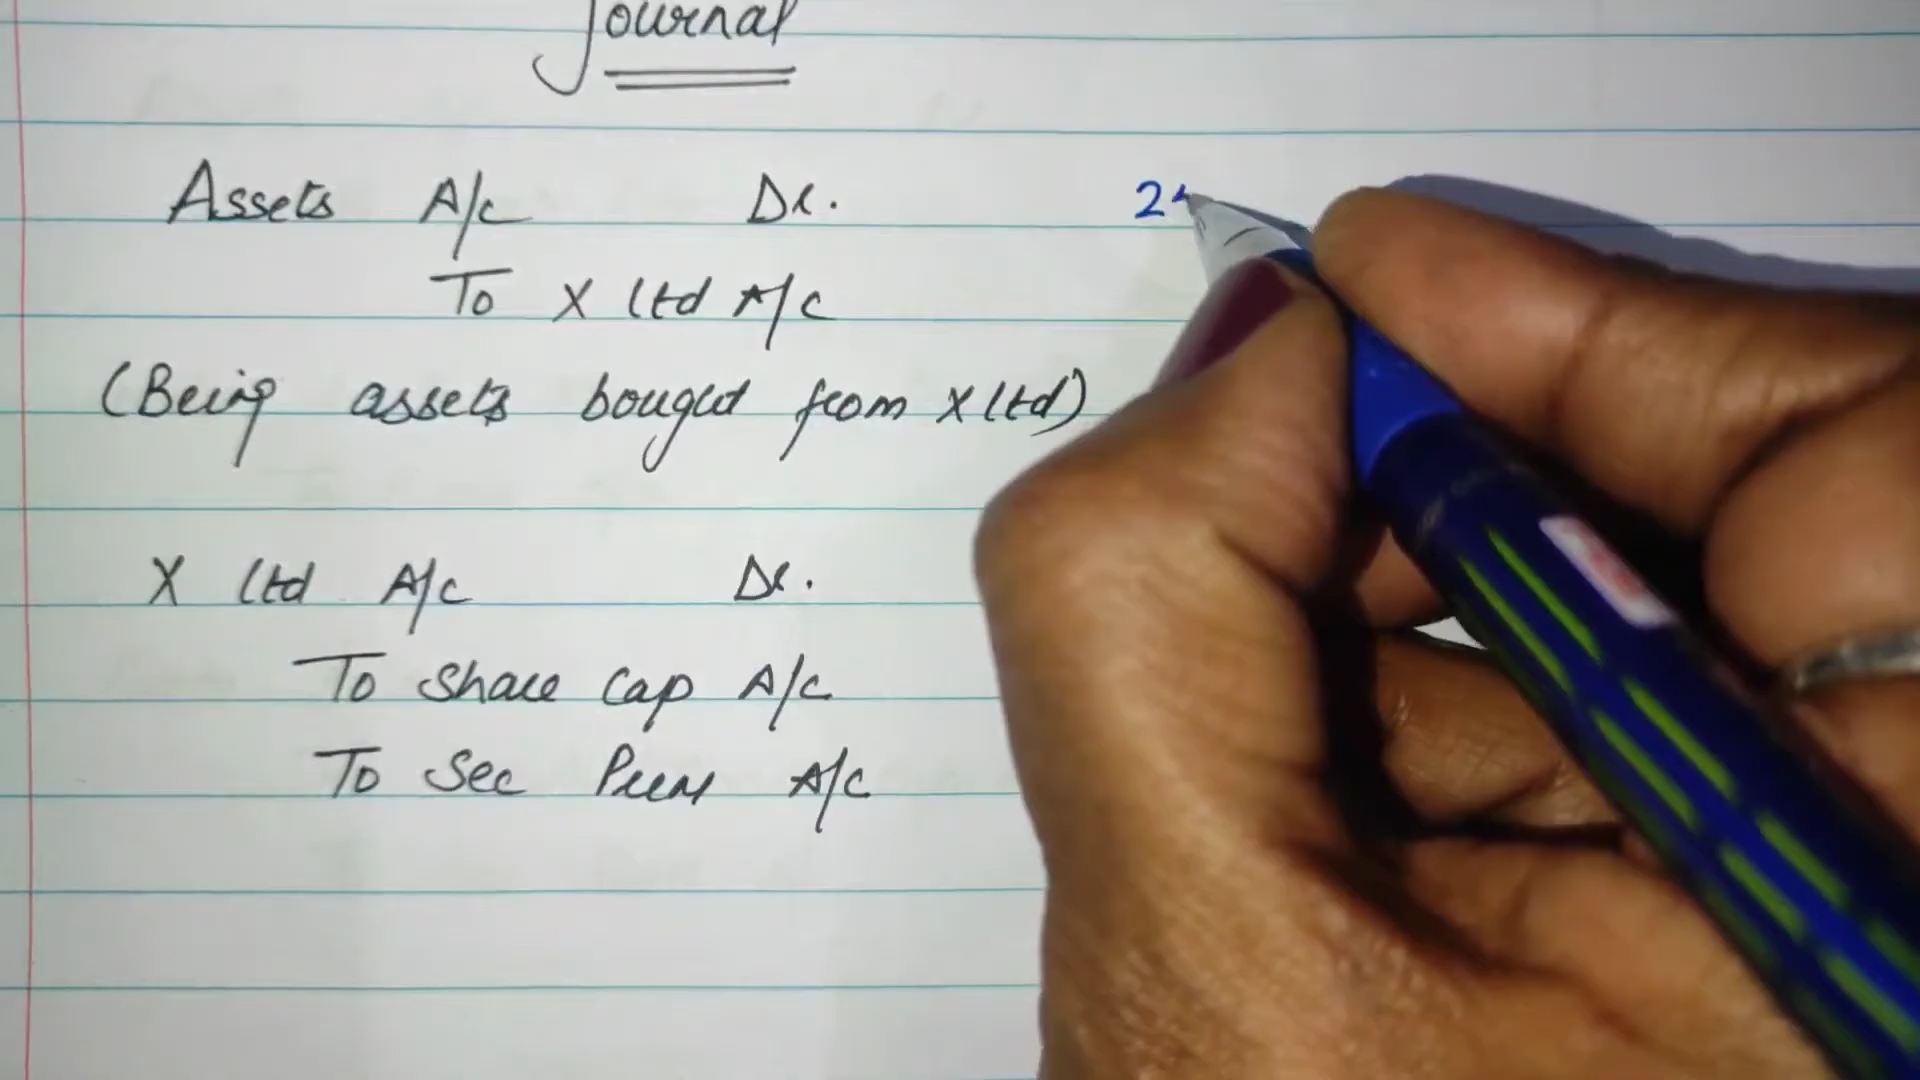 Journal
Assets A/c Dr. 2
To X Ltd A/c
(Being assets bought from X Ltd)
X Ltd A/c Dr.
To Share Cap A/c
To Sec Prem A/c